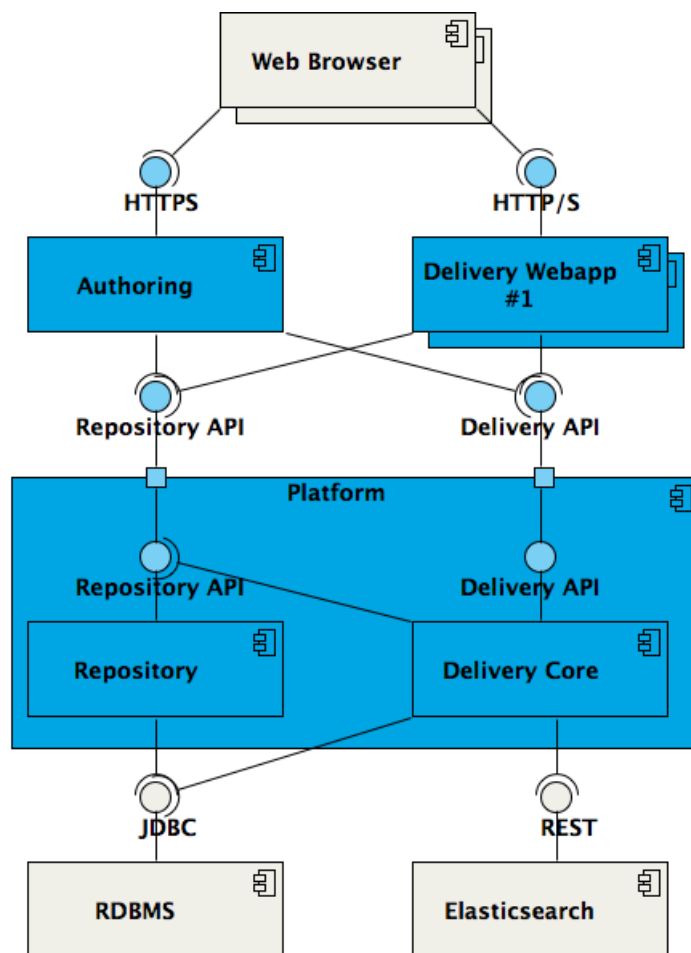 Web Browser
HTTPS
HTTP/S
Authoring
Delivery Webapp
#1
Repository API
Delivery API
Platform
Repository API
Delivery API
Repository
Delivery Core
JDBC
REST
RDBMS
Elasticsearch